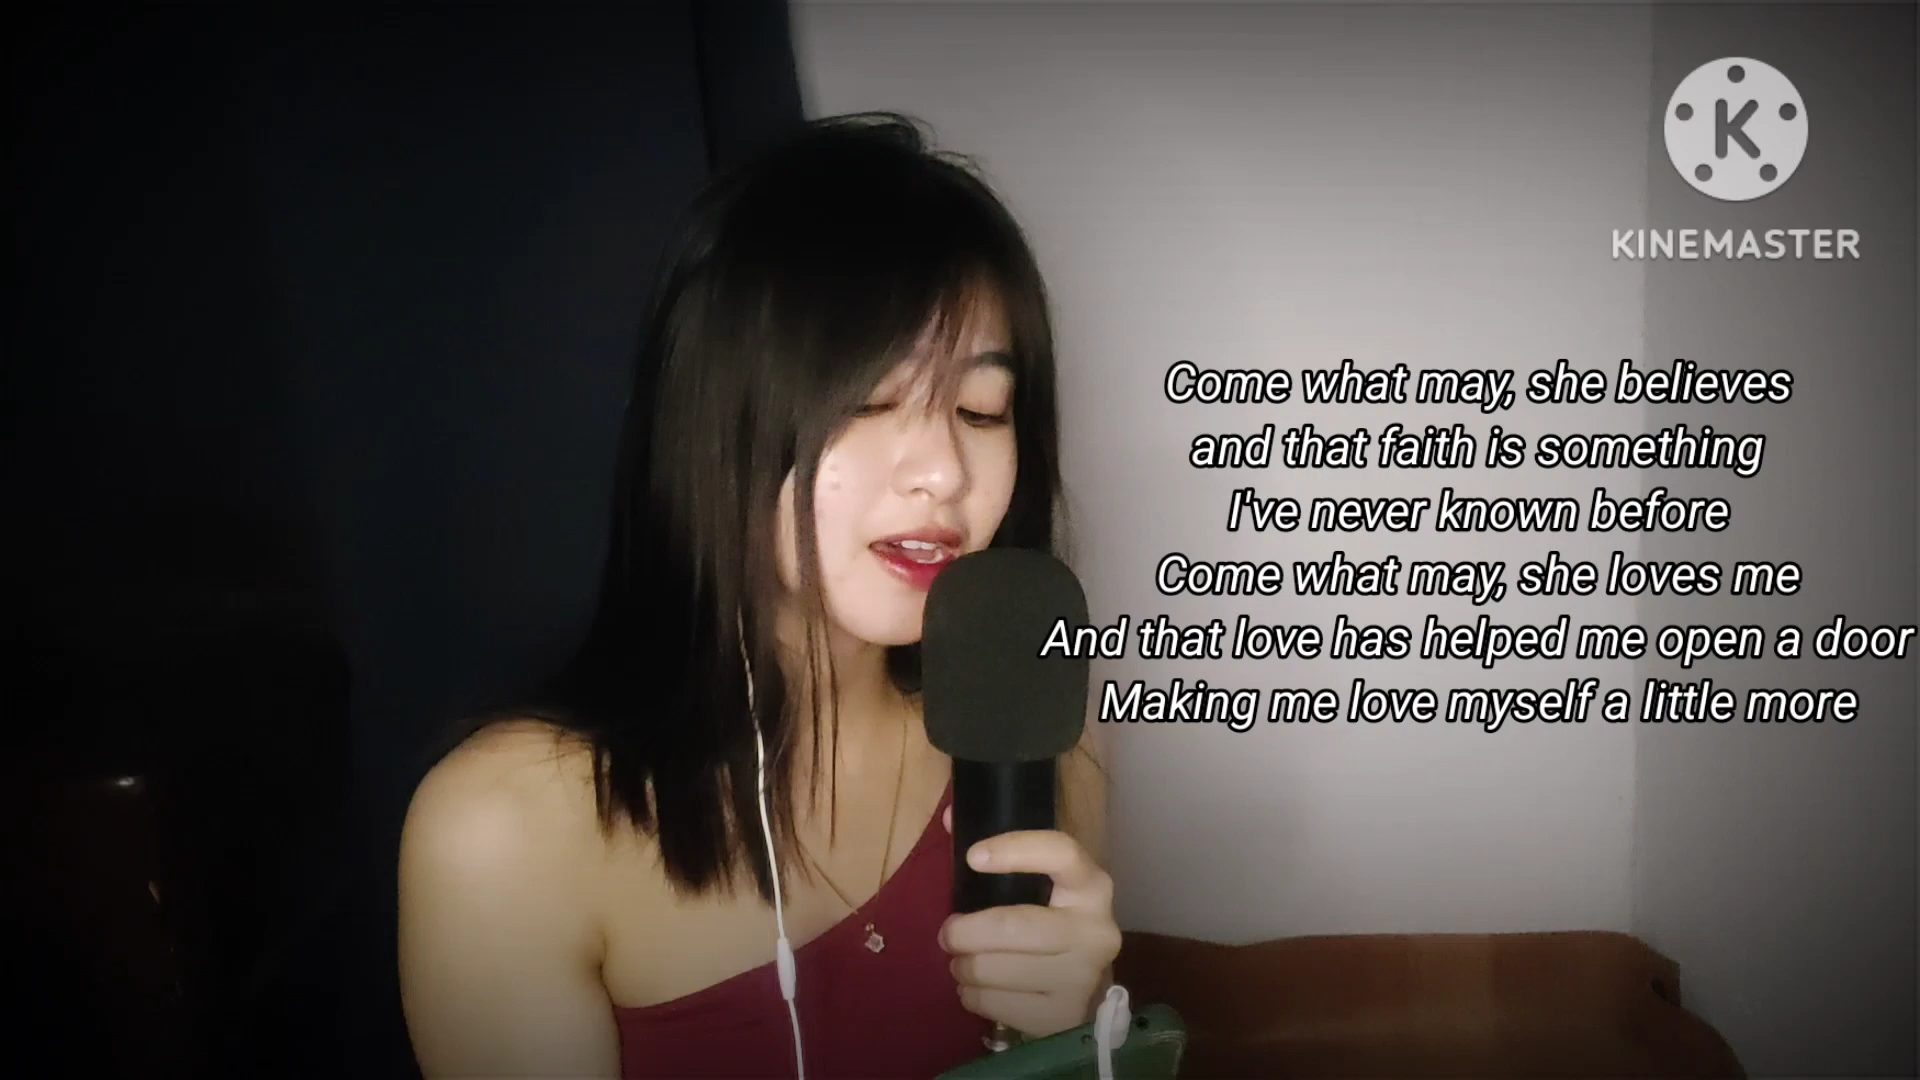 K
KINEMASTER
Come what may, she believes
and that faith is something
I've never known before
Come what may, she loves me
And that love has helped me open a door
Making me love myself a little more